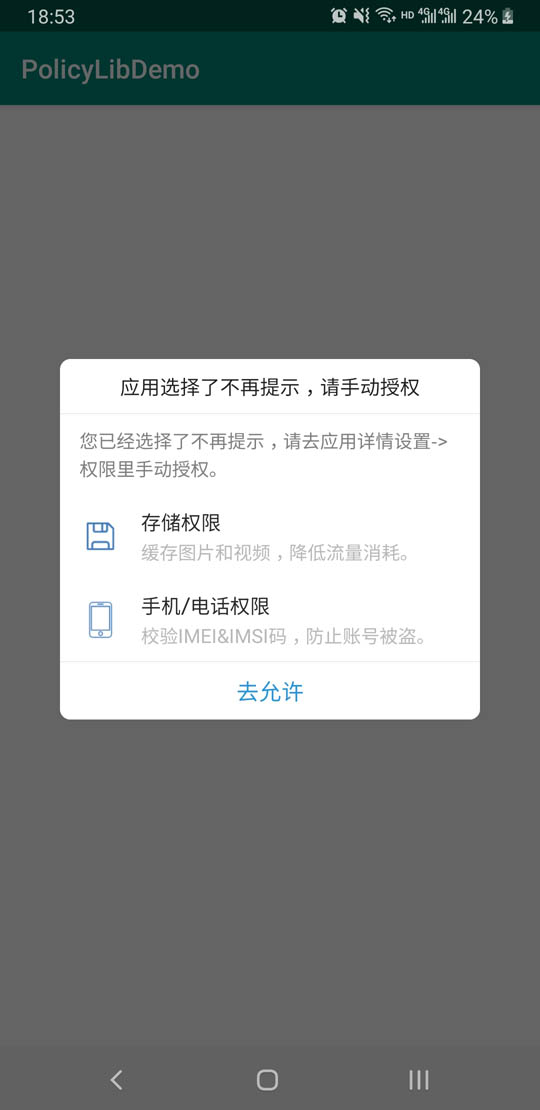 18:53
HD 4G 4G 24%
PolicyLibDemo
应用选择了不再提示，请手动授权
您已经选择了不再提示，请去应用详情设置->
权限里手动授权。
存储权限
缓存图片和视频，降低流量消耗。
手机/电话权限
校验IMEI&IMSI码，防止账号被盗。
去允许